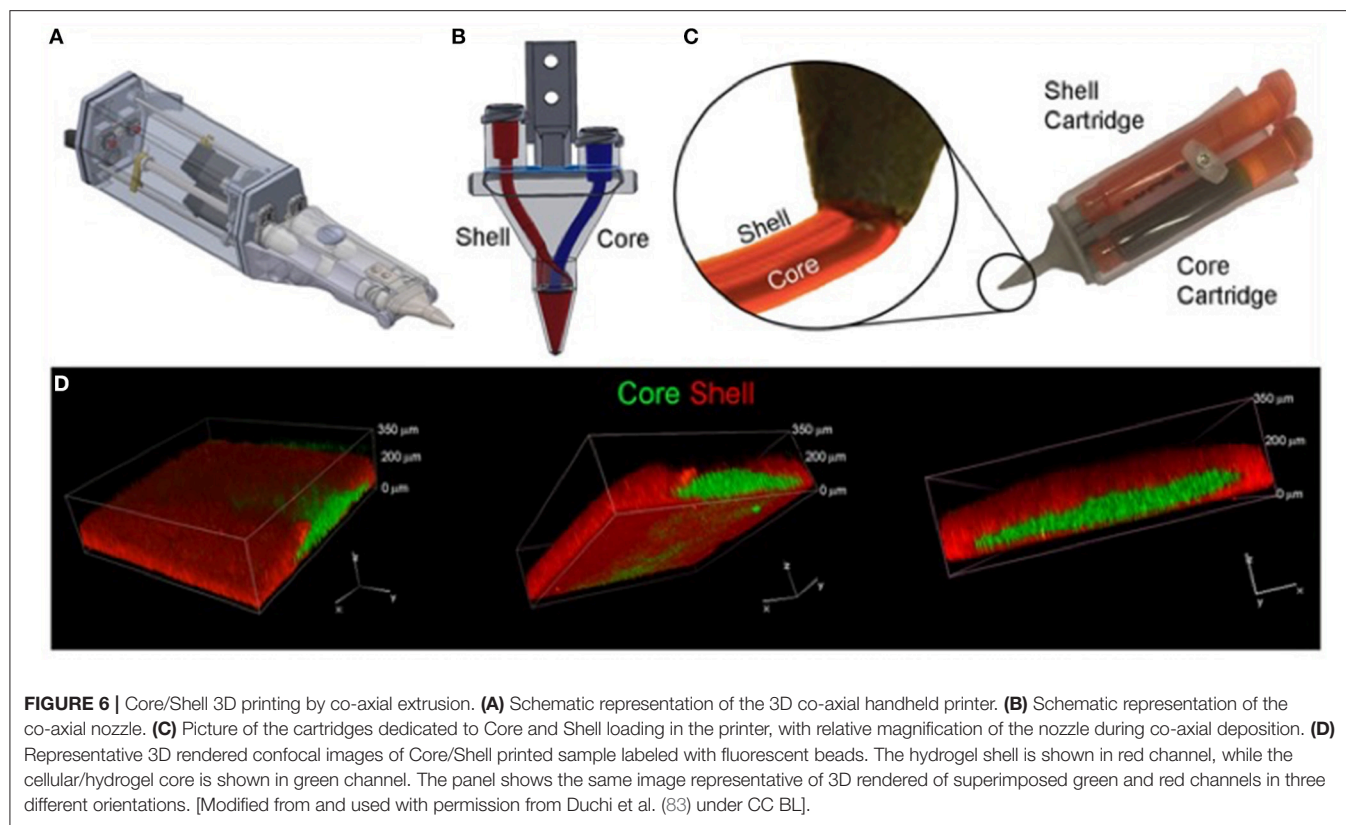 A
B
C
Shell
Cartridge
Shell
Core
Shell
Core
Core
Cartridge
D
Core Shell
350 µm
200 µm
0 µm
z
x
y
350 µm
200 µm
0 µm
z
y
x
350 µm
200 µm
0 µm
z
y
x
FIGURE 6 | Core/Shell 3D printing by co-axial extrusion. (A) Schematic representation of the 3D co-axial handheld printer. (B) Schematic representation of the
co-axial nozzle. (C) Picture of the cartridges dedicated to Core and Shell loading in the printer, with relative magnification of the nozzle during co-axial deposition. (D)
Representative 3D rendered confocal images of Core/Shell printed sample labeled with fluorescent beads. The hydrogel shell is shown in red channel, while the
cellular/hydrogel core is shown in green channel. The panel shows the same image representative of 3D rendered of superimposed green and red channels in three
different orientations. [Modified from and used with permission from Duchi et al. (83) under CC BL].